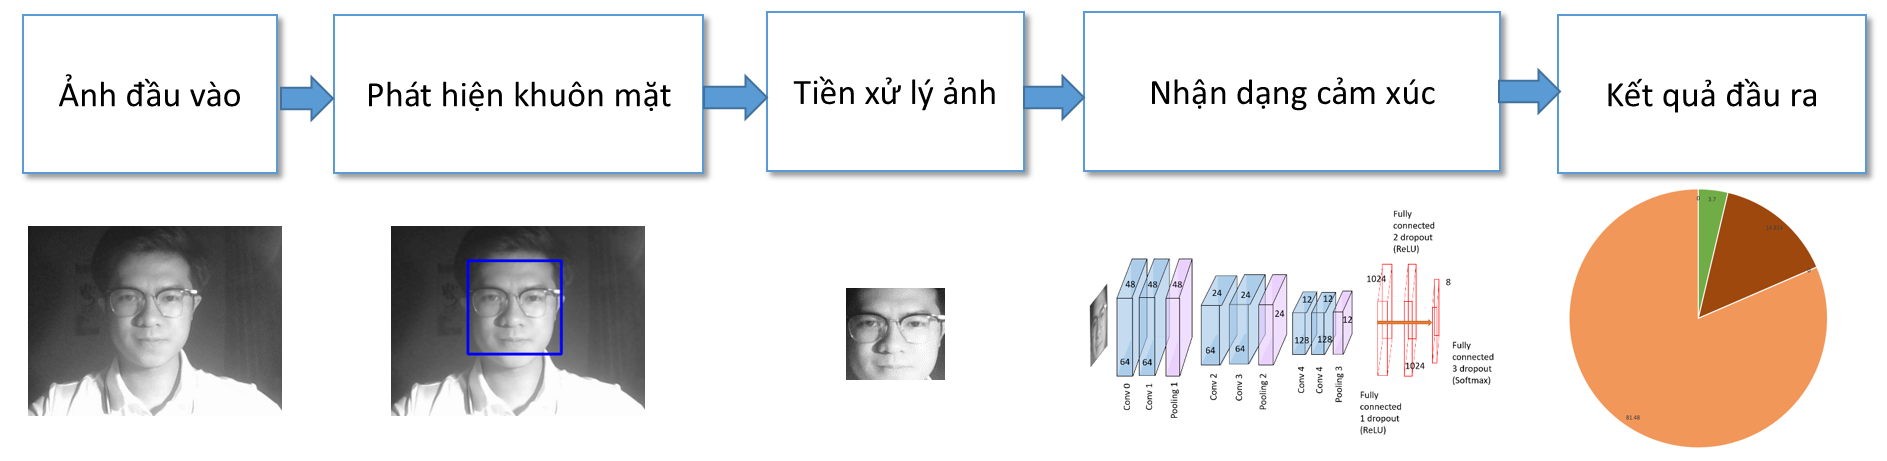 Ảnh đầu vào
Phát hiện khuôn mặt
Tiền xử lý ảnh
Nhận dạng cảm xúc
Kết quả đầu ra
48
48
48
64
64
Conv 0
Conv 1
Pooling 1
24
24
24
64
64
Conv 2
Conv 3
Pooling 2
12
12
12
128
128
Conv 4
Conv 4
Pooling 3
Fully
connected
2 dropout
(ReLU)
1024
1024
8
Fully
connected
1 dropout
(ReLU)
Fully
connected
3 dropout
(Softmax)
0
3.7
81.48